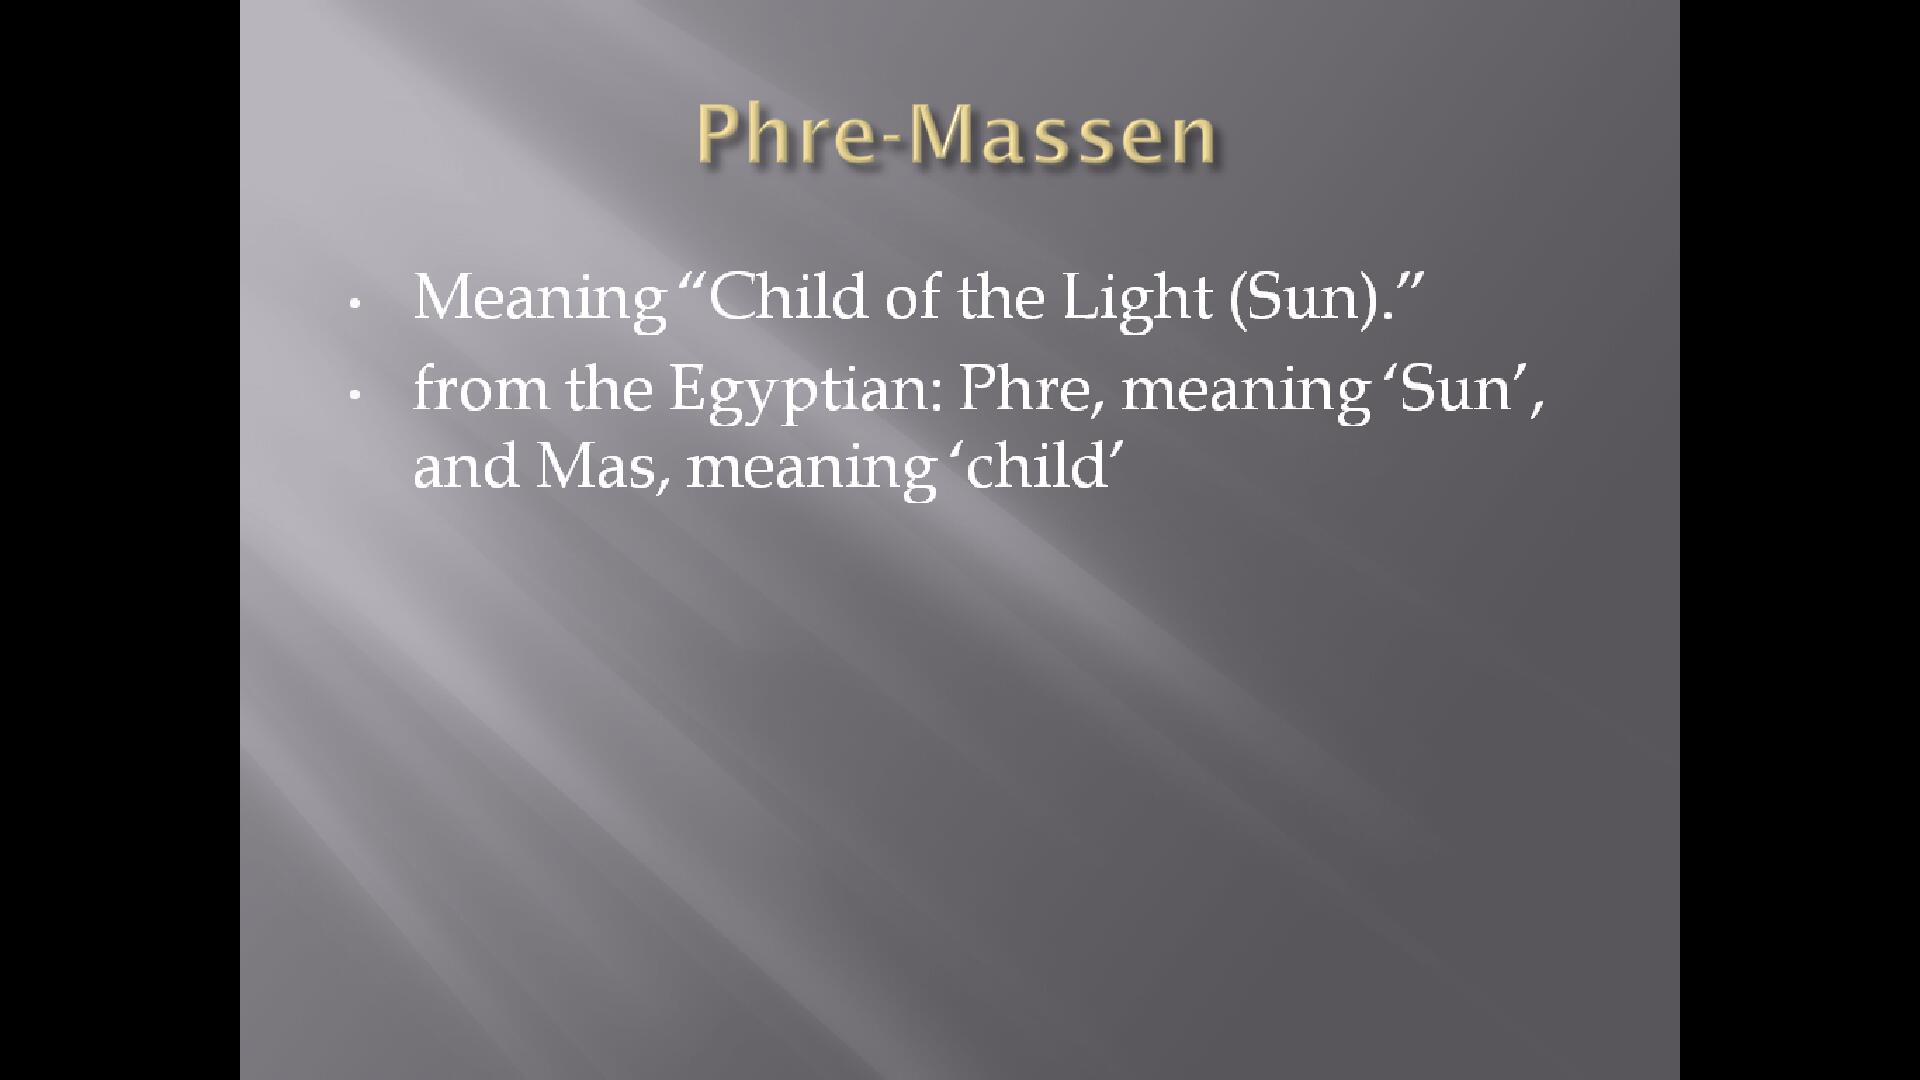 Phre-Massen
• Meaning “Child of the Light (Sun).”
• from the Egyptian: Phre, meaning ‘Sun’,
and Mas, meaning ‘child’